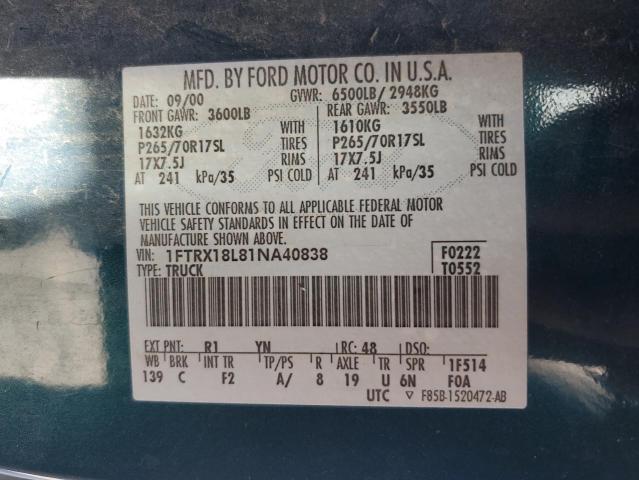 MFD. BY FORD MOTOR CO. IN U.S.A.
DATE: 09/00 GVWR: 6500LB/ 2948KG
FRONT GAWR: 3600LB REAR GAWR: 3550LB
1632KG WITH 1610KG WITH
P265/70R17SL TIRES P265/70R17SL TIRES
17X7.5J RIMS 17X7.5J RIMS
AT 241 kPa/35 PSI COLD AT 241 kPa/35 PSI COLD
THIS VEHICLE CONFORMS TO ALL APPLICABLE FEDERAL MOTOR
VEHICLE SAFETY STANDARDS IN EFFECT ON THE DATE OF
MANUFACTURE SHOWN ABOVE.
VIN: 1FTRX18L81NA40838 F0222
TYPE: TRUCK T0552
EXT PNT: R1 YN RC: 48 DSO:
WB BRK INT TR TP/PS R AXLE TR S 1F514
139 C F2 A/ 8 19 U 6N F0A
UTC ▽ F85B-1520472-AB